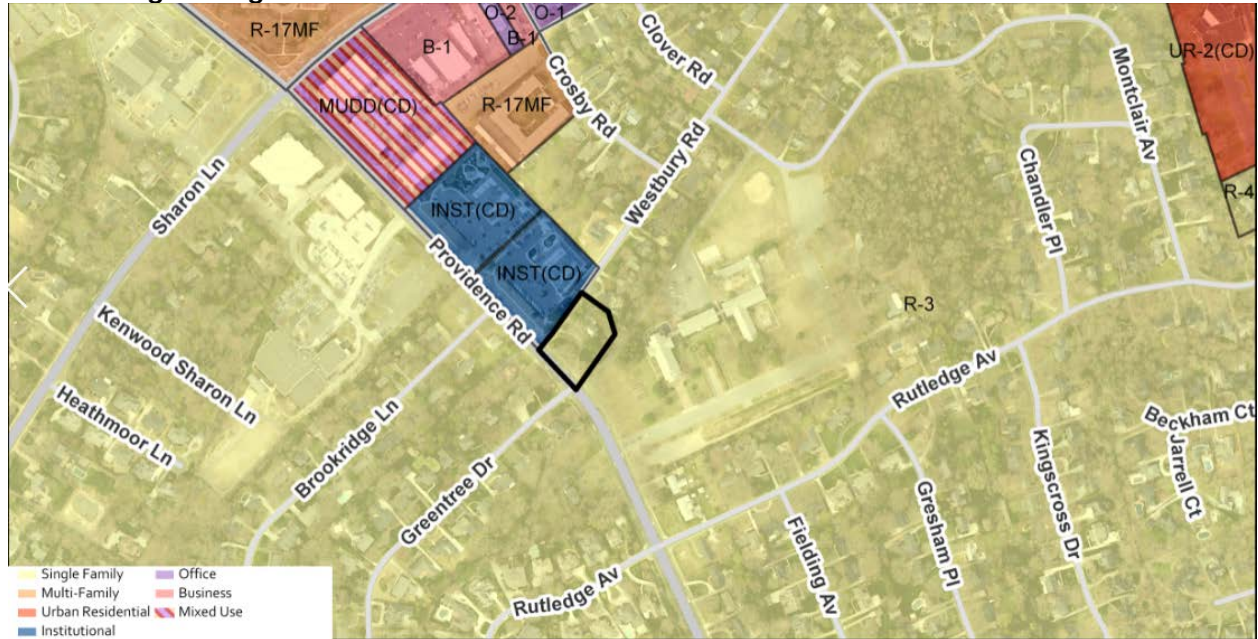 R-17MF
B-1
O-2
B-1
O-1
Clover Rd
Montclair Av
UR-2(CD)
Crosby Rd
MUDD(CD)
R-17MF
Westbury Rd
Sharon Ln
Chandler Pl
R-4
INST(CD)
INST(CD)
Providence Rd
R-3
Kenwood Sharon Ln
Rutledge Av
Heathmoor Ln
Brookridge Ln
Greentree Dr
Beckham Ct
Jarrell Ct
Kingscross Dr
Gresham Pl
Fielding Av
Rutledge Av
Single Family
Office
Multi-Family
Business
Urban Residential
Mixed Use
Institutional